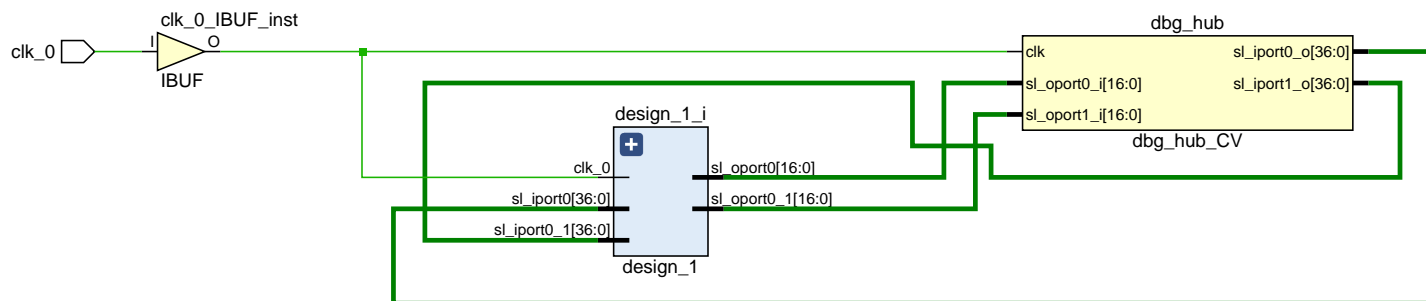 clk_0_IBUF_inst
clk_0
I
O
IBUF
dbg_hub
clk
sl_iport0_o[36:0]
sl_oport0_i[16:0]
sl_iport1_o[36:0]
sl_oport1_i[16:0]
dbg_hub_CV
design_1_i
clk_0
sl_oport0[16:0]
sl_iport0[36:0]
sl_oport0_1[16:0]
sl_iport0_1[36:0]
design_1